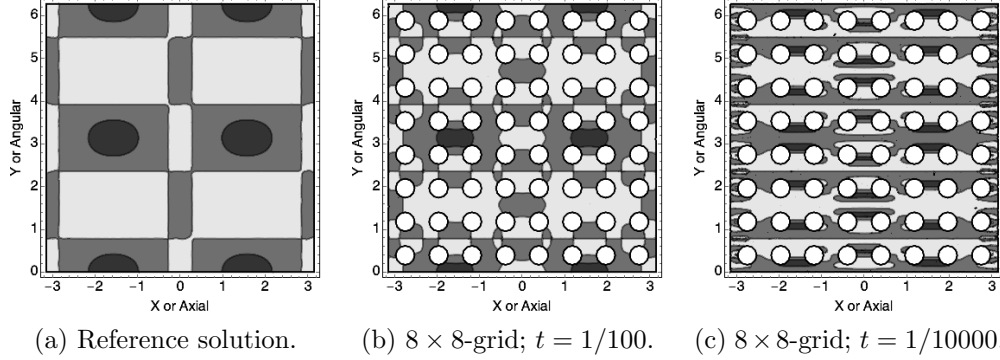 6
5
4
3
2
1
0
Y or Angular
−3 −2 −1 0 1 2 3
X or Axial
(a) Reference solution.
6
5
4
3
2
1
0
Y or Angular
−3 −2 −1 0 1 2 3
X or Axial
(b) 8 × 8-grid; t = 1/100.
6
5
4
3
2
1
0
Y or Angular
−3 −2 −1 0 1 2 3
X or Axial
(c) 8 × 8-grid; t = 1/10000